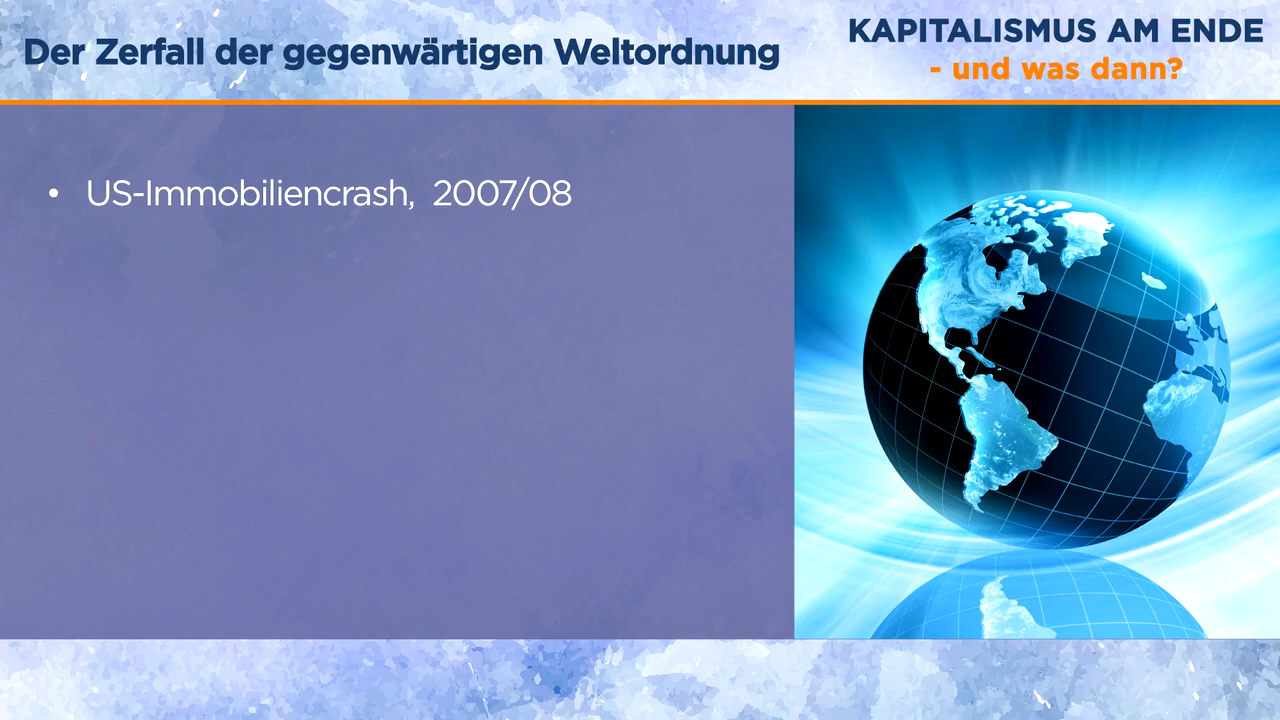 Der Zerfall der gegenwärtigen Weltordnung
KAPITALISMUS AM ENDE
- und was dann?
• US-Immobiliencrash, 2007/08